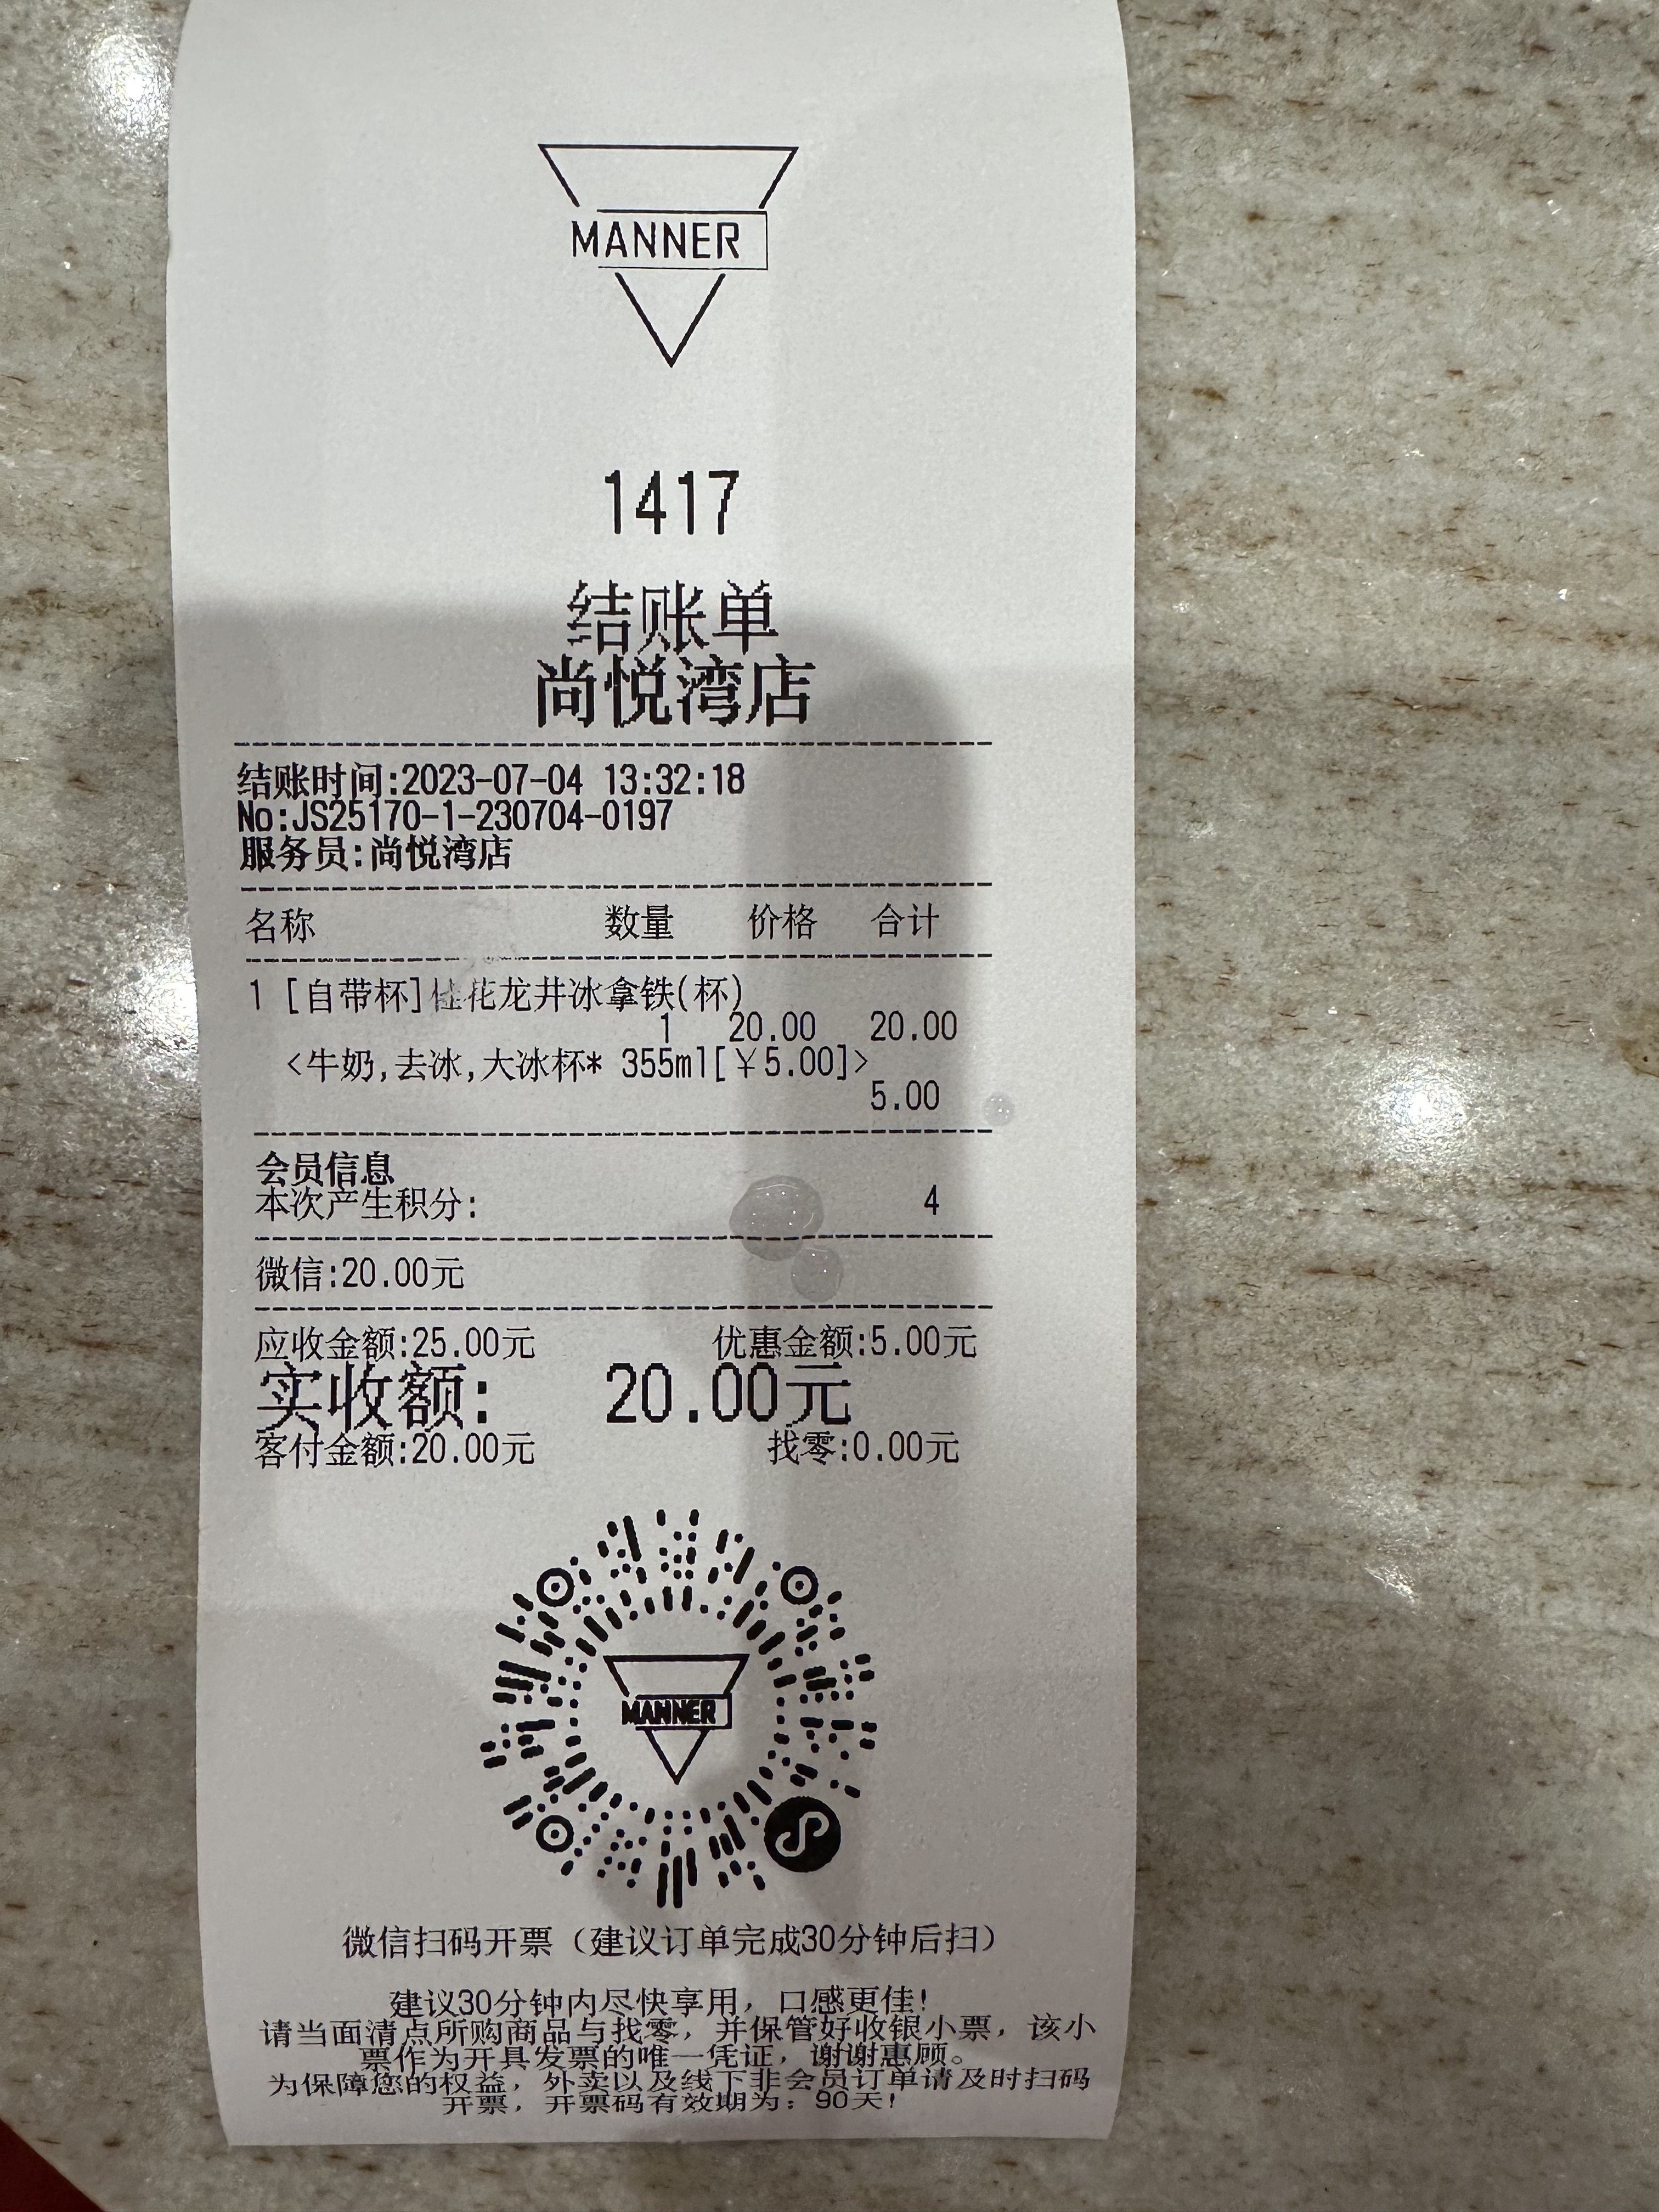 MANNER
1417
结账单
尚悦湾店
结账时间:2023-07-04 13:32:18
No:JS25170-1-230704-0197
服务员:尚悦湾店
名称 数量 价格 合计
1 [自带杯]桂花龙井冰拿铁(杯)
1 20.00 20.00
<牛奶,去冰,大冰杯* 355ml[￥5.00]>
5.00
会员信息
本次产生积分: 4
微信:20.00元
应收金额:25.00元 优惠金额:5.00元
实收额: 20.00元
客付金额:20.00元 找零:0.00元
MANNER
微信扫码开票（建议订单完成30分钟后扫）
建议30分钟内尽快享用，口感更佳！
请当面清点所购商品与找零，并保管好收银小票，该小
票作为开具发票的唯一凭证，谢谢惠顾。
为保障您的权益，外卖以及线下非会员订单请及时扫码
开票，开票码有效期为：90天！